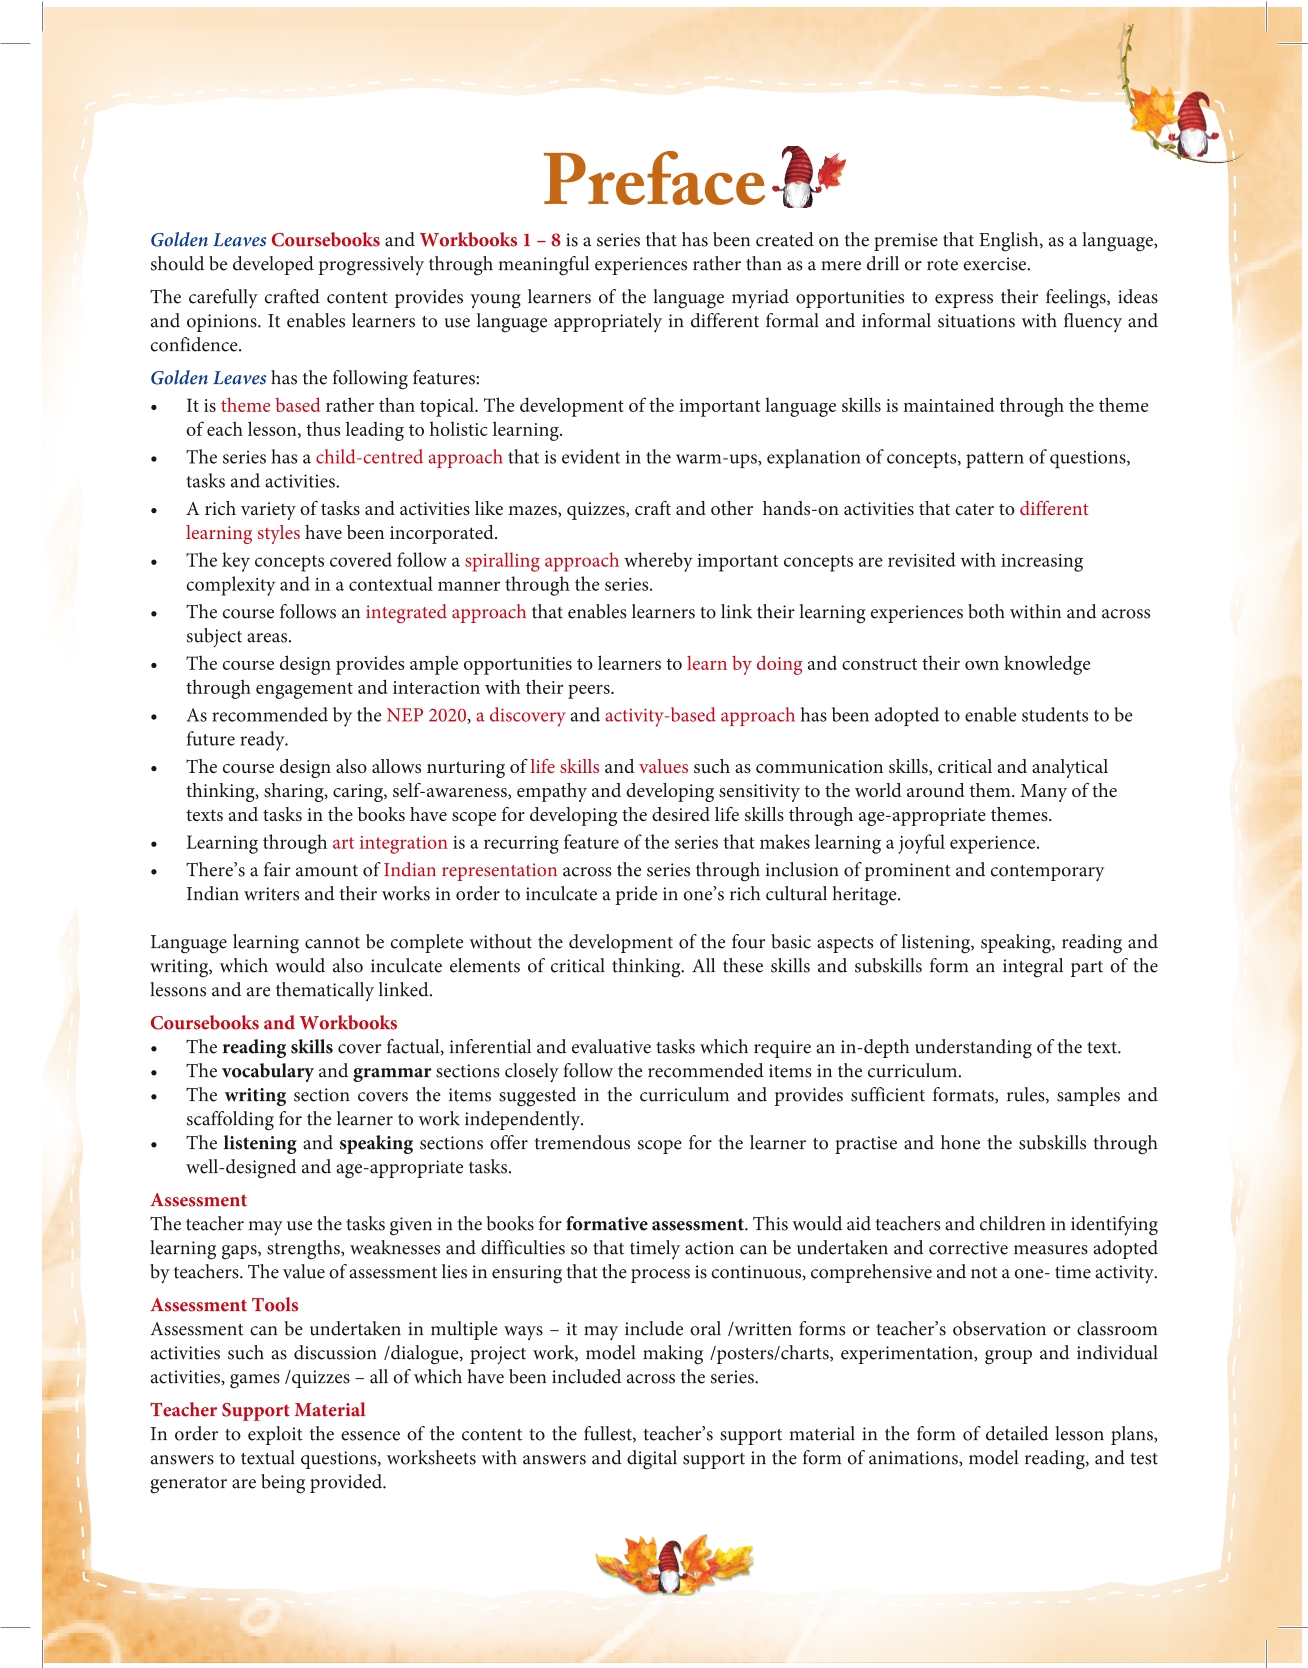 Preface
Golden Leaves Coursebooks and Workbooks 1 – 8 is a series that has been created on the premise that English, as a language,
should be developed progressively through meaningful experiences rather than as a mere drill or rote exercise.
The carefully crafted content provides young learners of the language myriad opportunities to express their feelings, ideas
and opinions. It enables learners to use language appropriately in different formal and informal situations with fluency and
confidence.
Golden Leaves has the following features:
• It is theme based rather than topical. The development of the important language skills is maintained through the theme
of each lesson, thus leading to holistic learning.
• The series has a child-centred approach that is evident in the warm-ups, explanation of concepts, pattern of questions,
tasks and activities.
• A rich variety of tasks and activities like mazes, quizzes, craft and other hands-on activities that cater to different
learning styles have been incorporated.
• The key concepts covered follow a spiralling approach whereby important concepts are revisited with increasing
complexity and in a contextual manner through the series.
• The course follows an integrated approach that enables learners to link their learning experiences both within and across
subject areas.
• The course design provides ample opportunities to learners to learn by doing and construct their own knowledge
through engagement and interaction with their peers.
• As recommended by the NEP 2020, a discovery and activity-based approach has been adopted to enable students to be
future ready.
• The course design also allows nurturing of life skills and values such as communication skills, critical and analytical
thinking, sharing, caring, self-awareness, empathy and developing sensitivity to the world around them. Many of the
texts and tasks in the books have scope for developing the desired life skills through age-appropriate themes.
• Learning through art integration is a recurring feature of the series that makes learning a joyful experience.
• There's a fair amount of Indian representation across the series through inclusion of prominent and contemporary
Indian writers and their works in order to inculcate a pride in one's rich cultural heritage.
Language learning cannot be complete without the development of the four basic aspects of listening, speaking, reading and
writing, which would also inculcate elements of critical thinking. All these skills and subskills form an integral part of the
lessons and are thematically linked.
Coursebooks and Workbooks
• The reading skills cover factual, inferential and evaluative tasks which require an in-depth understanding of the text.
• The vocabulary and grammar sections closely follow the recommended items in the curriculum.
• The writing section covers the items suggested in the curriculum and provides sufficient formats, rules, samples and
scaffolding for the learner to work independently.
• The listening and speaking sections offer tremendous scope for the learner to practise and hone the subskills through
well-designed and age-appropriate tasks.
Assessment
The teacher may use the tasks given in the books for formative assessment. This would aid teachers and children in identifying
learning gaps, strengths, weaknesses and difficulties so that timely action can be undertaken and corrective measures adopted
by teachers. The value of assessment lies in ensuring that the process is continuous, comprehensive and not a one- time activity.
Assessment Tools
Assessment can be undertaken in multiple ways – it may include oral /written forms or teacher's observation or classroom
activities such as discussion /dialogue, project work, model making /posters/charts, experimentation, group and individual
activities, games /quizzes – all of which have been included across the series.
Teacher Support Material
In order to exploit the essence of the content to the fullest, teacher's support material in the form of detailed lesson plans,
answers to textual questions, worksheets with answers and digital support in the form of animations, model reading, and test
generator are being provided.